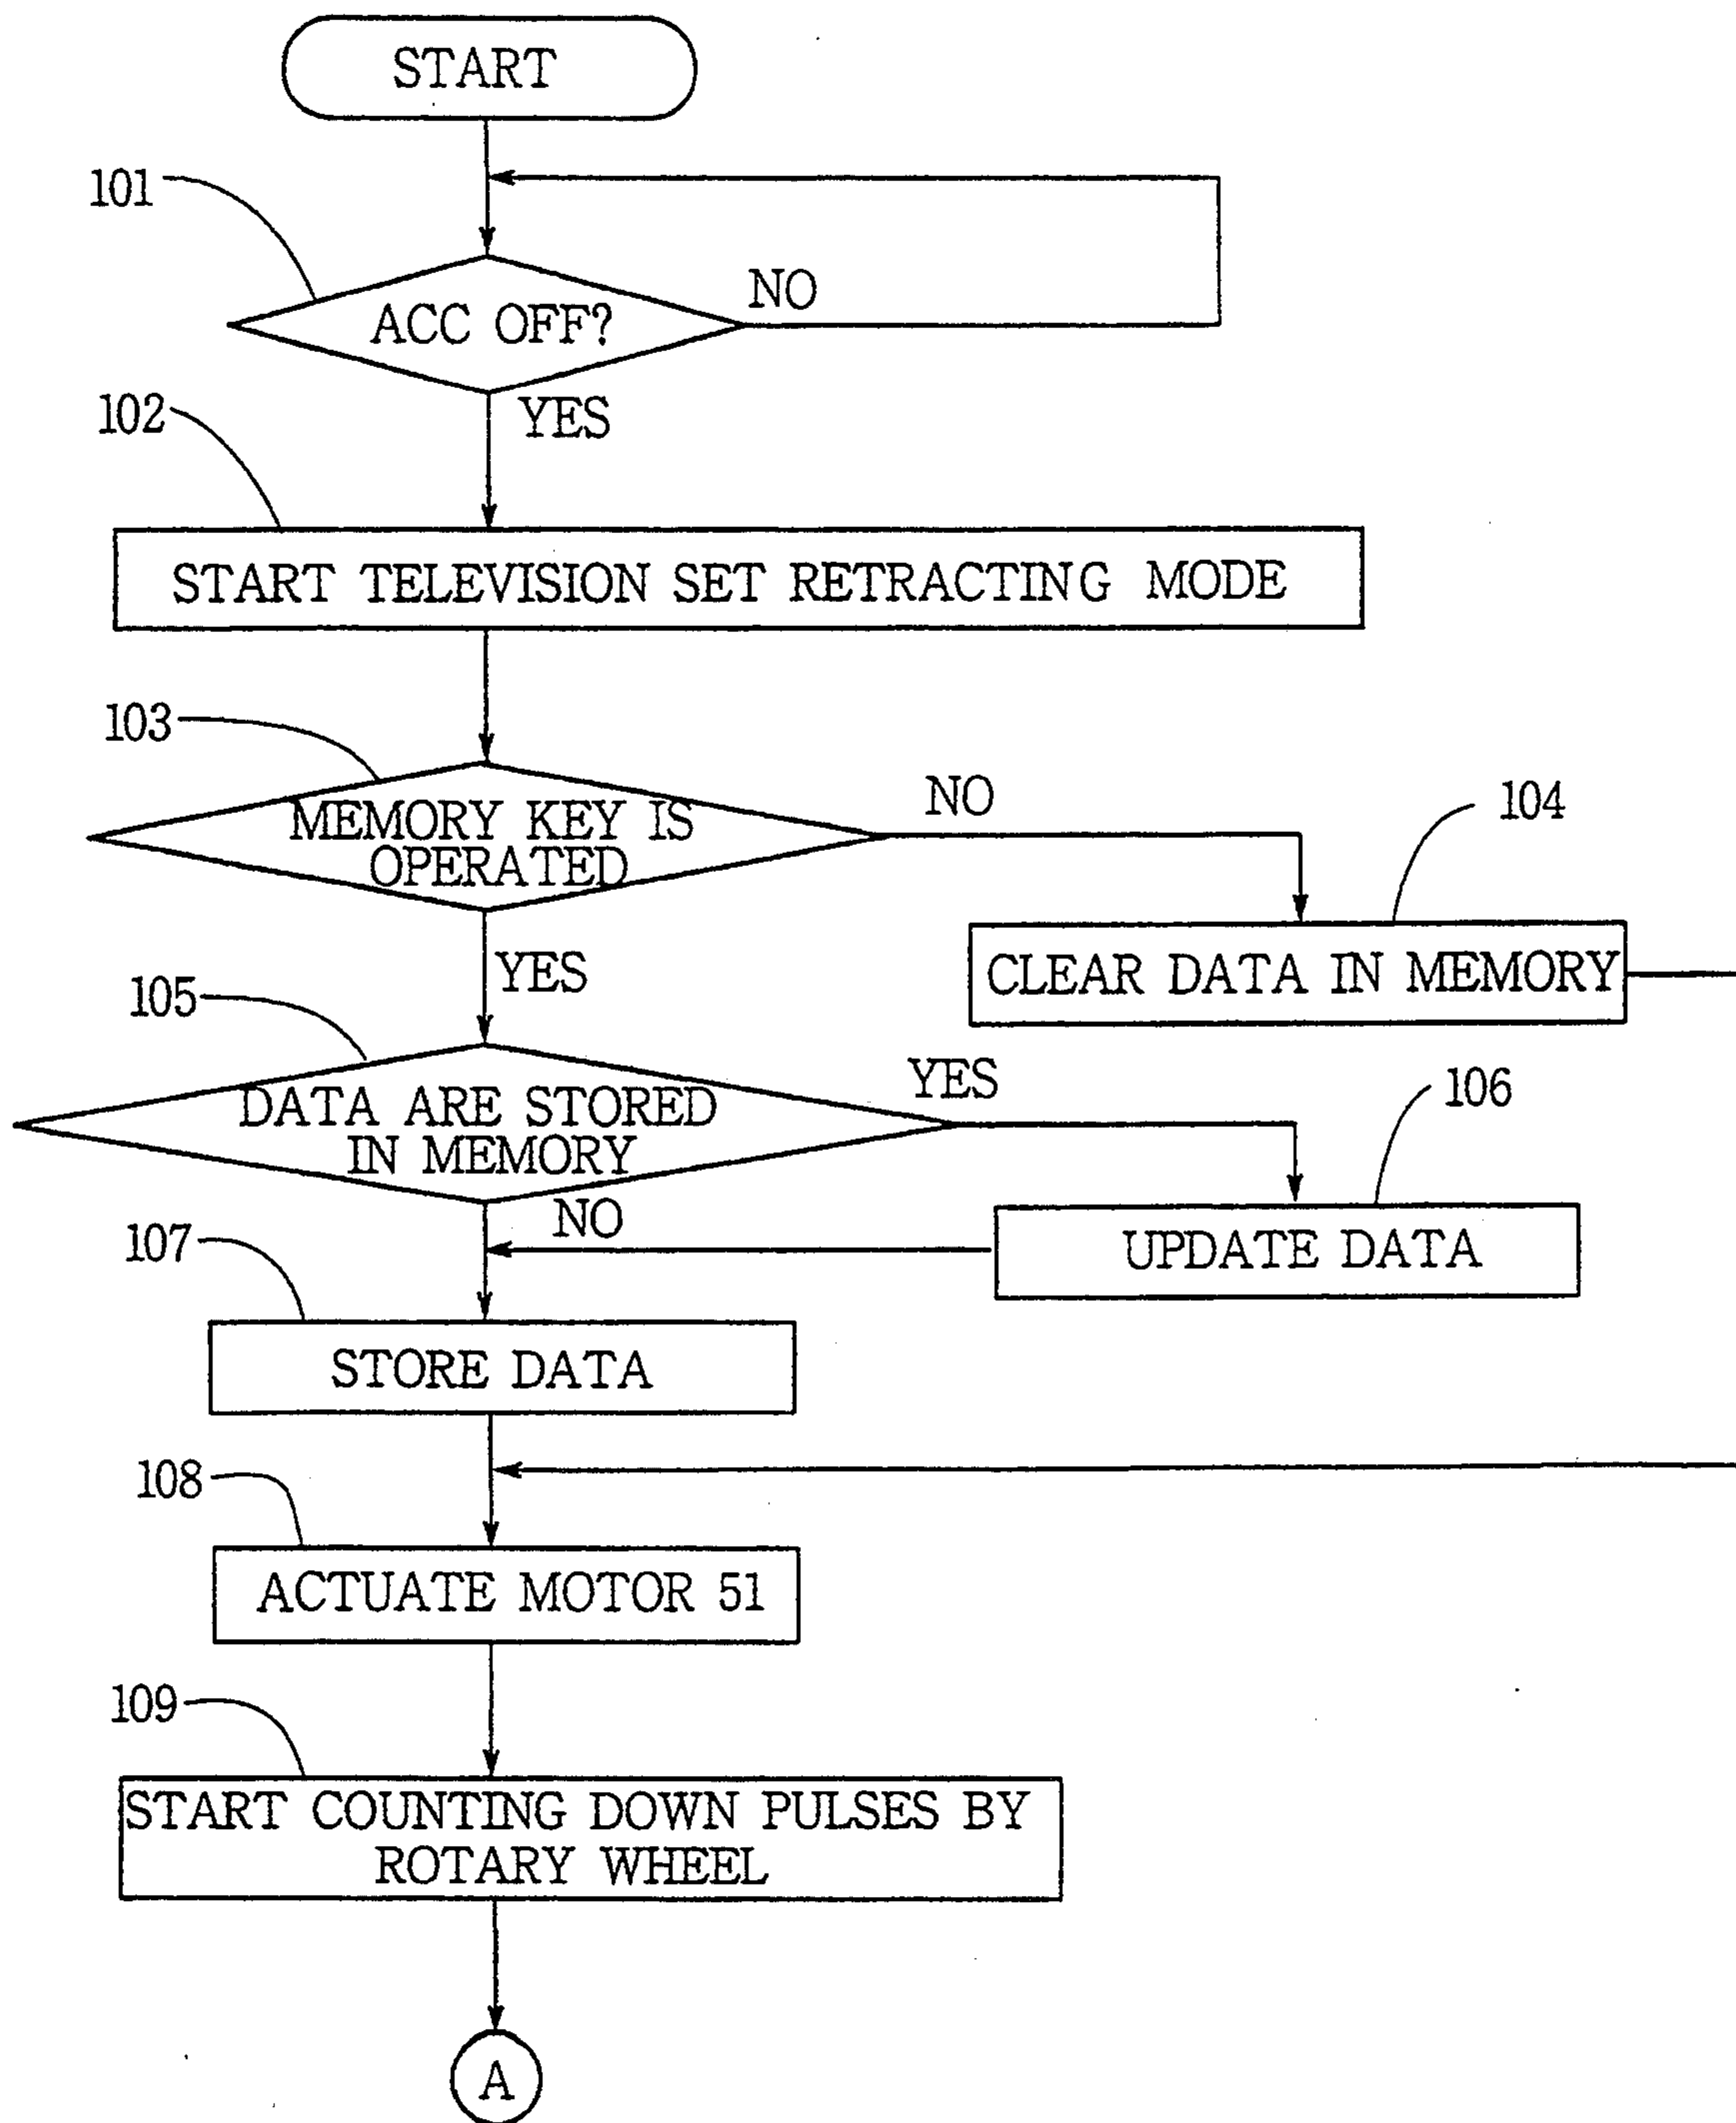 START
101
ACC OFF?
NO
YES
102
START TELEVISION SET RETRACTING MODE
103
MEMORY KEY IS
OPERATED
NO
104
CLEAR DATA IN MEMORY
YES
105
DATA ARE STORED
IN MEMORY
YES
106
UPDATE DATA
NO
107
STORE DATA
108
ACTUATE MOTOR 51
109
START COUNTING DOWN PULSES BY
ROTARY WHEEL
A